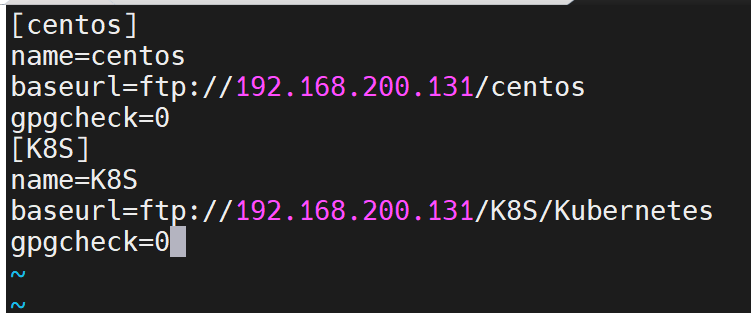 [centos]
name=centos
baseurl=ftp://192.168.200.131/centos
gpgcheck=0
[K8S]
name=K8S
baseurl=ftp://192.168.200.131/K8S/Kubernetes
gpgcheck=0
~
~